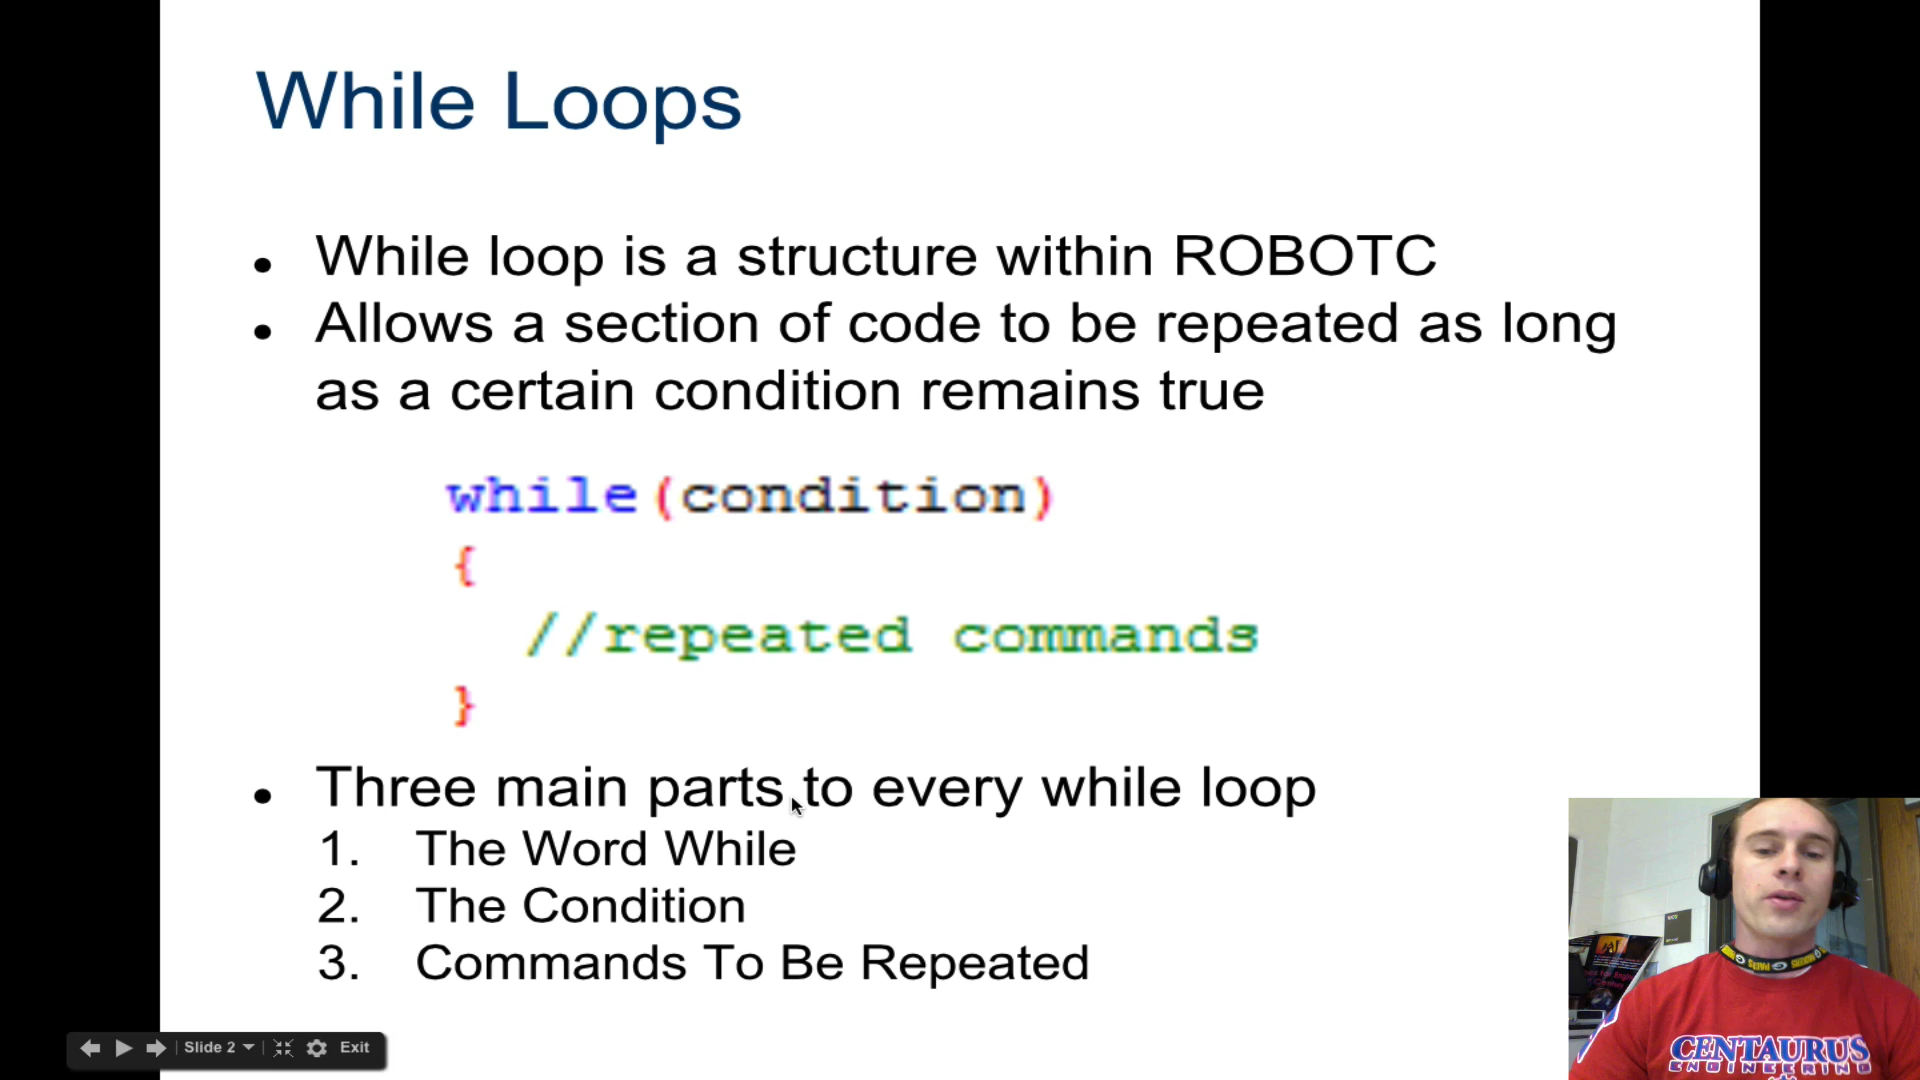 While Loops
• While loop is a structure within ROBOTC
• Allows a section of code to be repeated as long
as a certain condition remains true
while(condition)
{
//repeated commands
}
• Three main parts to every while loop
1. The Word While
2. The Condition
3. Commands To Be Repeated
Slide 2
Exit
CENTAURUS
ENGINEERING